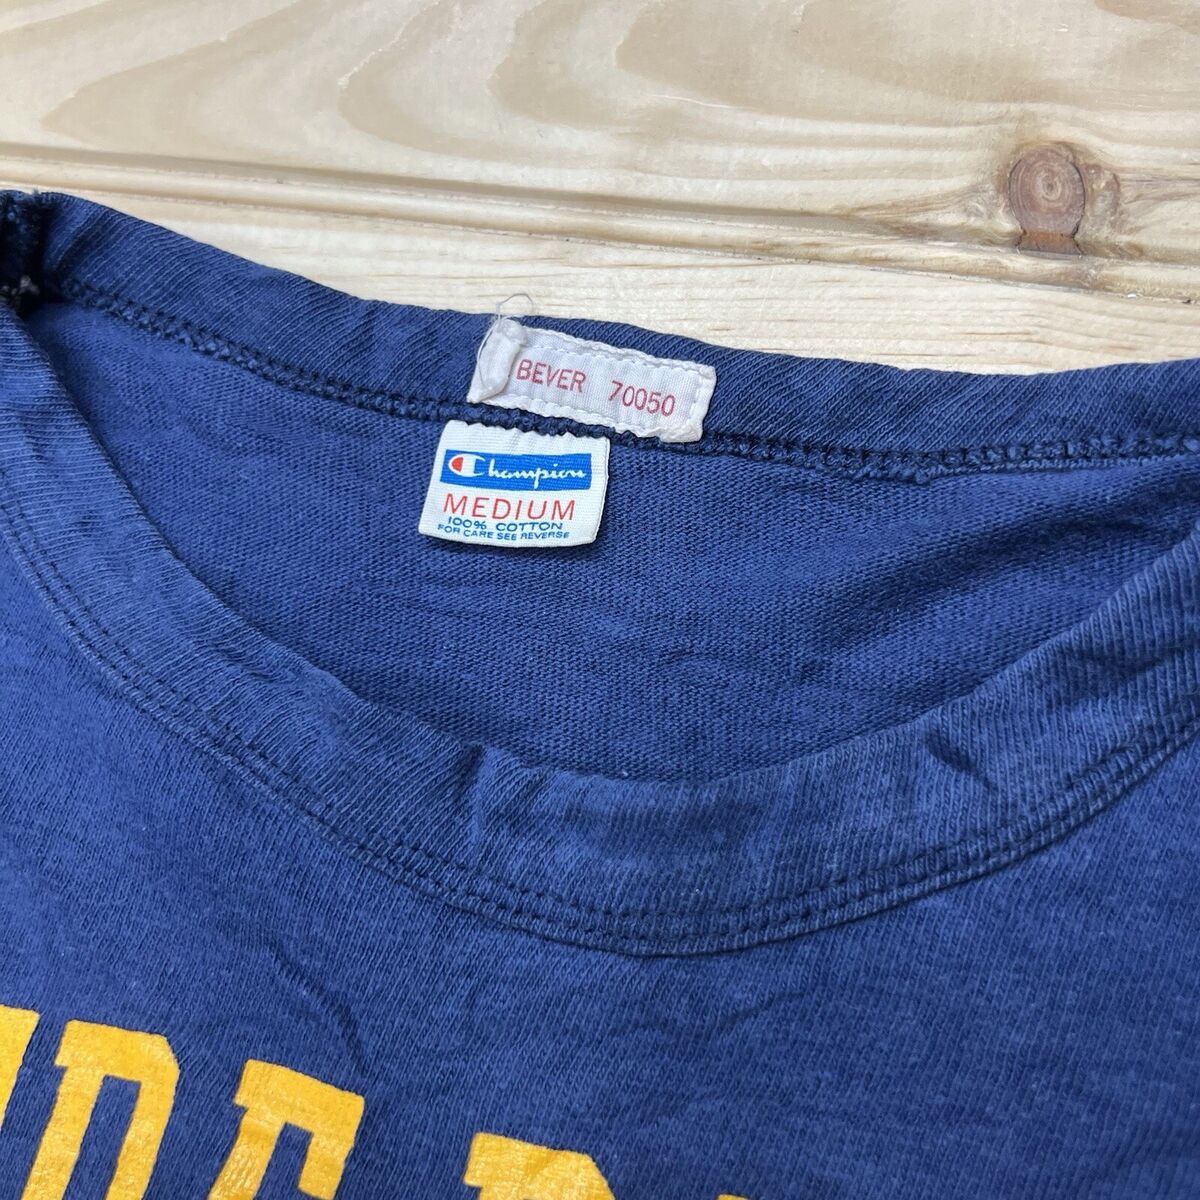 BEVER 70050
Champion
MEDIUM
100% COTTON
FOR CARE SEE REVERSE